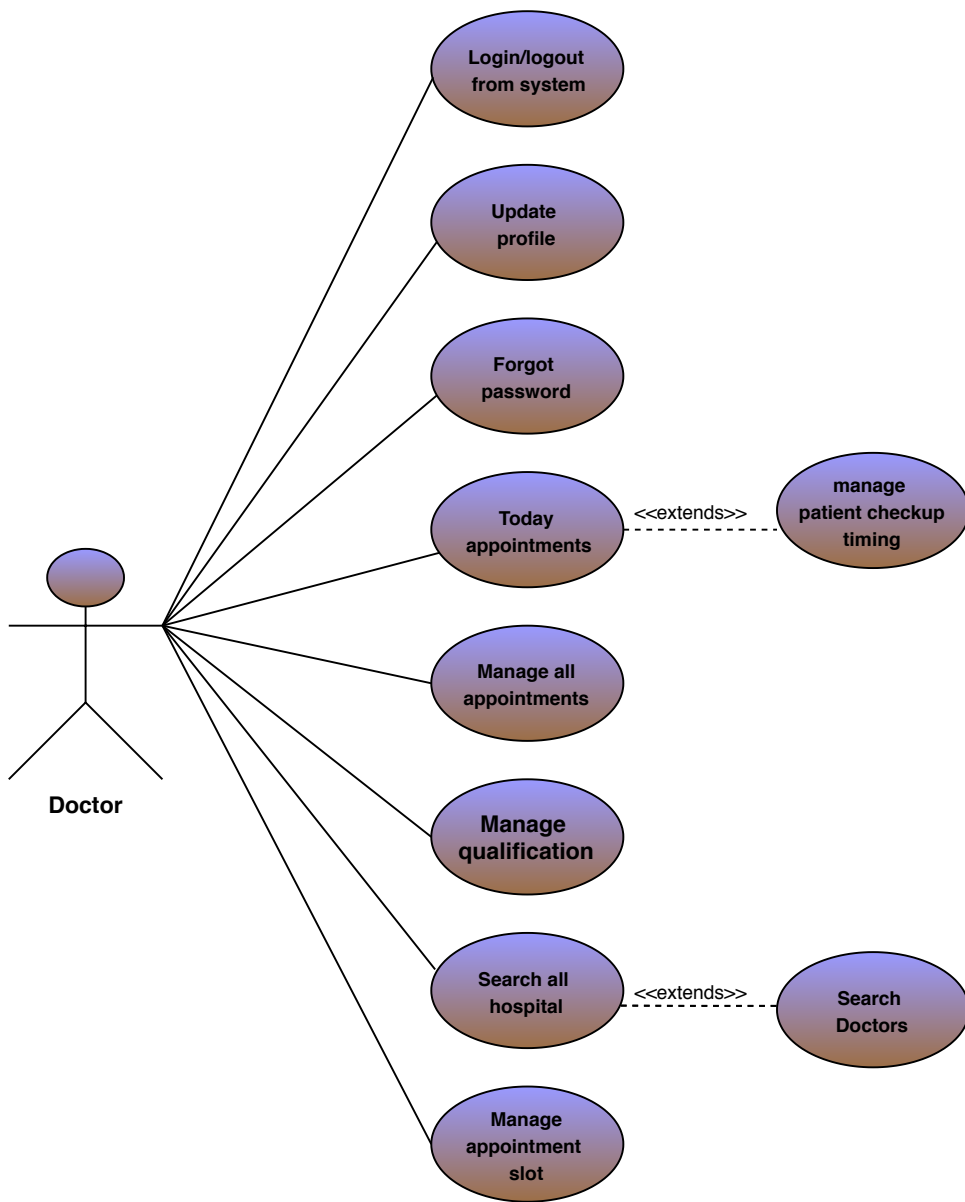 Login/logout
from system
Update
profile
Forgot
password
Today
appointments
<<extends>>
manage
patient checkup
timing
Doctor
Manage all
appointments
Manage
qualification
Search all
hospital
<<extends>>
Search
Doctors
Manage
appointment
slot